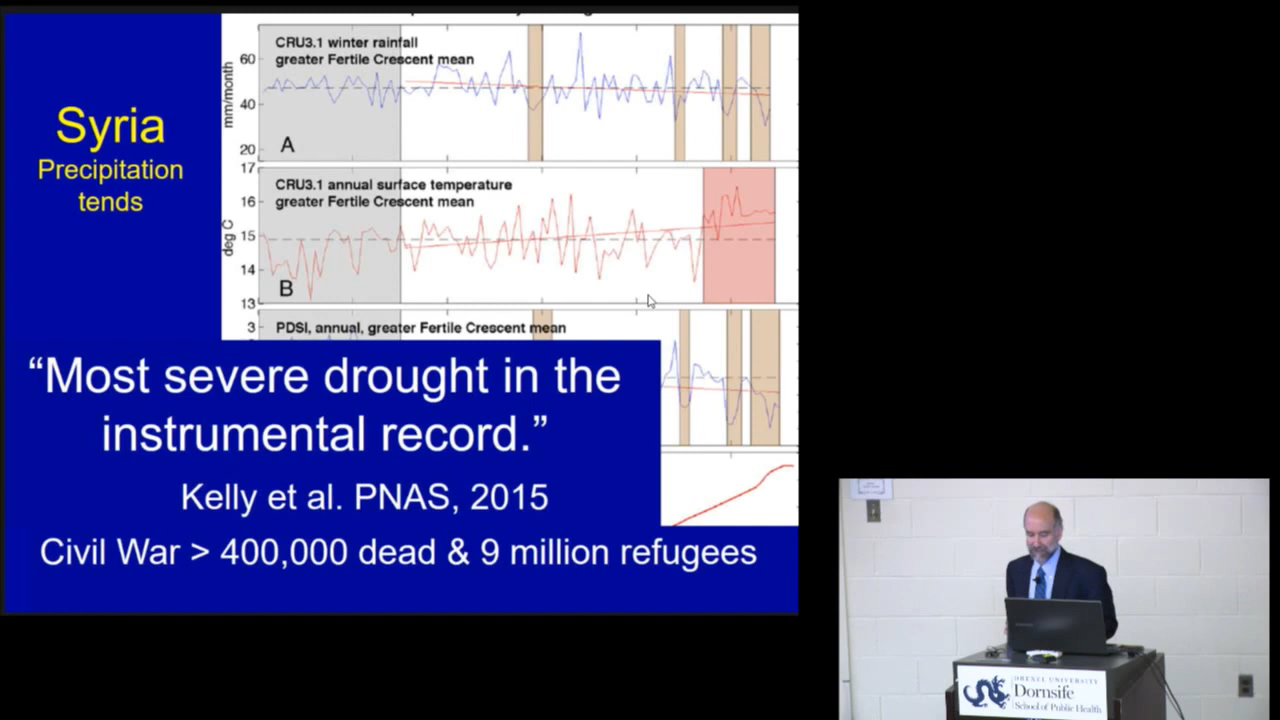 Syria
Precipitation
tends
CRU3.1 winter rainfall
greater Fertile Crescent mean
mm/month
60
40
20
A
CRU3.1 annual surface temperature
greater Fertile Crescent mean
deg C
17
16
15
14
13
B
PDSI, annual, greater Fertile Crescent mean
3
“Most severe drought in the
instrumental record.”
Kelly et al. PNAS, 2015
Civil War > 400,000 dead & 9 million refugees
DREXEL UNIVERSITY
Dornsife
School of Public Health